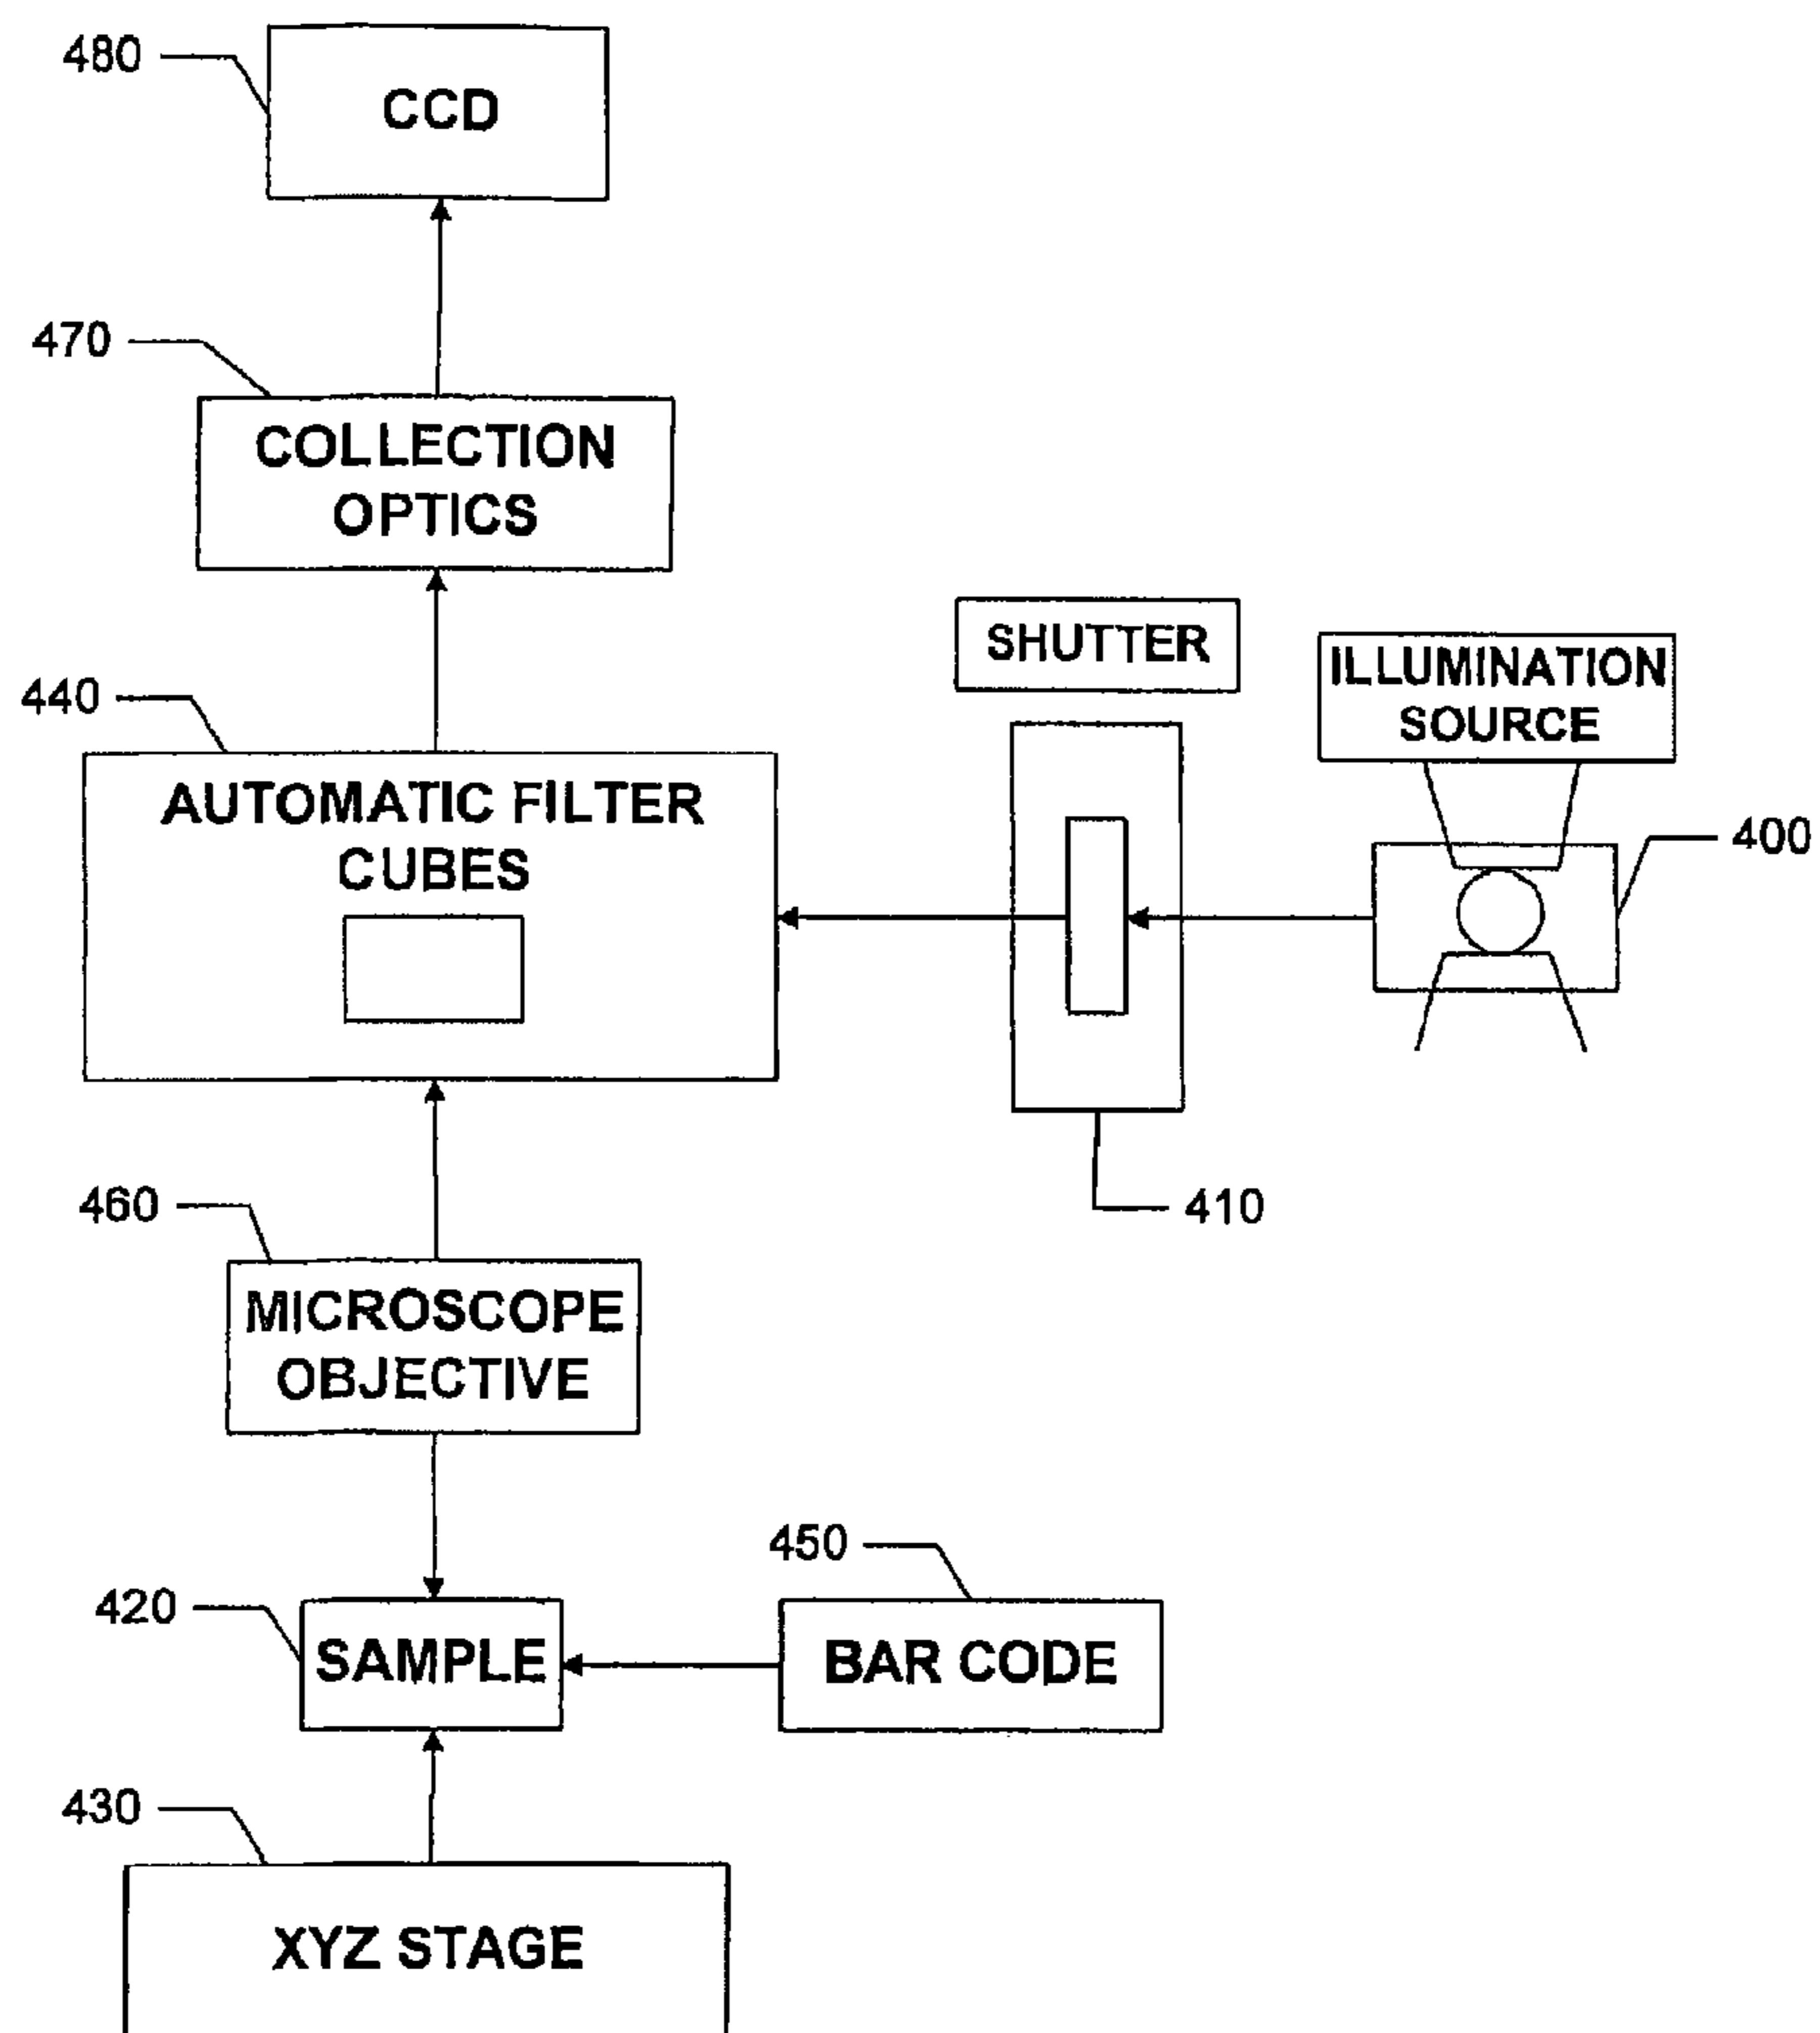 480
CCD
470
COLLECTION
OPTICS
SHUTTER
ILLUMINATION
SOURCE
440
AUTOMATIC FILTER
CUBES
400
460
410
MICROSCOPE
OBJECTIVE
450
420
SAMPLE
BAR CODE
430
XYZ STAGE